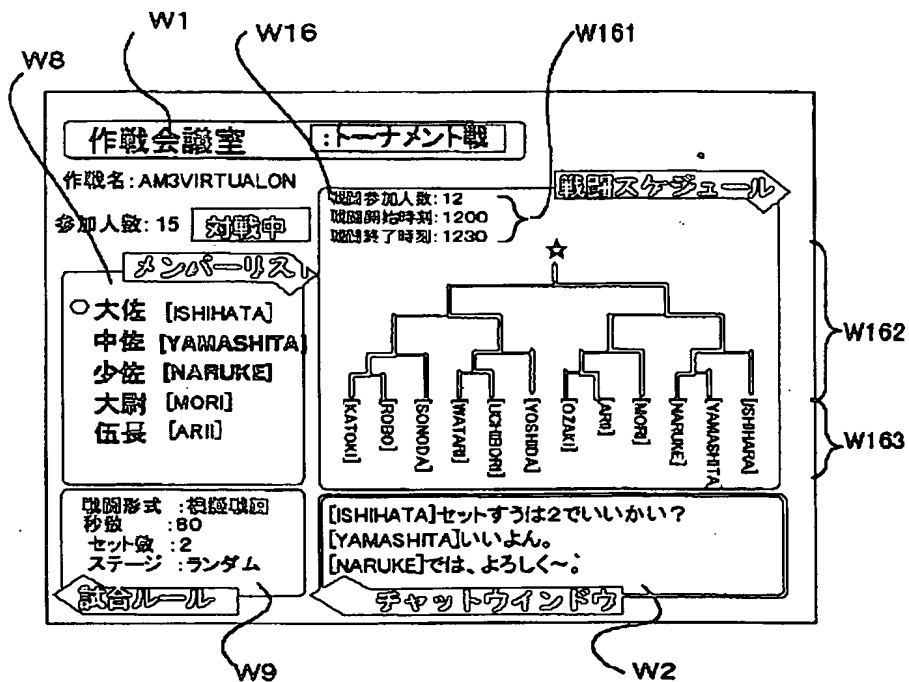 W1
W16
W161
W8
作戦会議室
:トーナメント戦
作戦名:AM3VIRTUALON
戦闘スケジュール
戦闘参加人数:12
戦闘開始時刻:1200
戦闘終了時刻:1230
参加人数:15 対戦中
メンバーリスト
大佐 [ISHIHATA]
中佐 [YAMASHITA]
少佐 [NARUKE]
大尉 [MORI]
伍長 [ARII]
☆
W162
[KATOKI]
[ROBO]
[SONODA]
[WATARI]
[UCHIBORI]
[YOSHIDA]
[OZAKI]
[ARII]
[MORI]
[NARUKE]
[YAMASHITA
[ISHIHARA]
W163
戦闘形式 :
秒数 :80
セット数 :2
ステージ :ランダム
試合ルール
[ISHIHATA]セットすうは2でいいかい?
[YAMASHITA]いいよん。
[NARUKE]では、よろしく〜。
チャットウインドウ
W9
W2